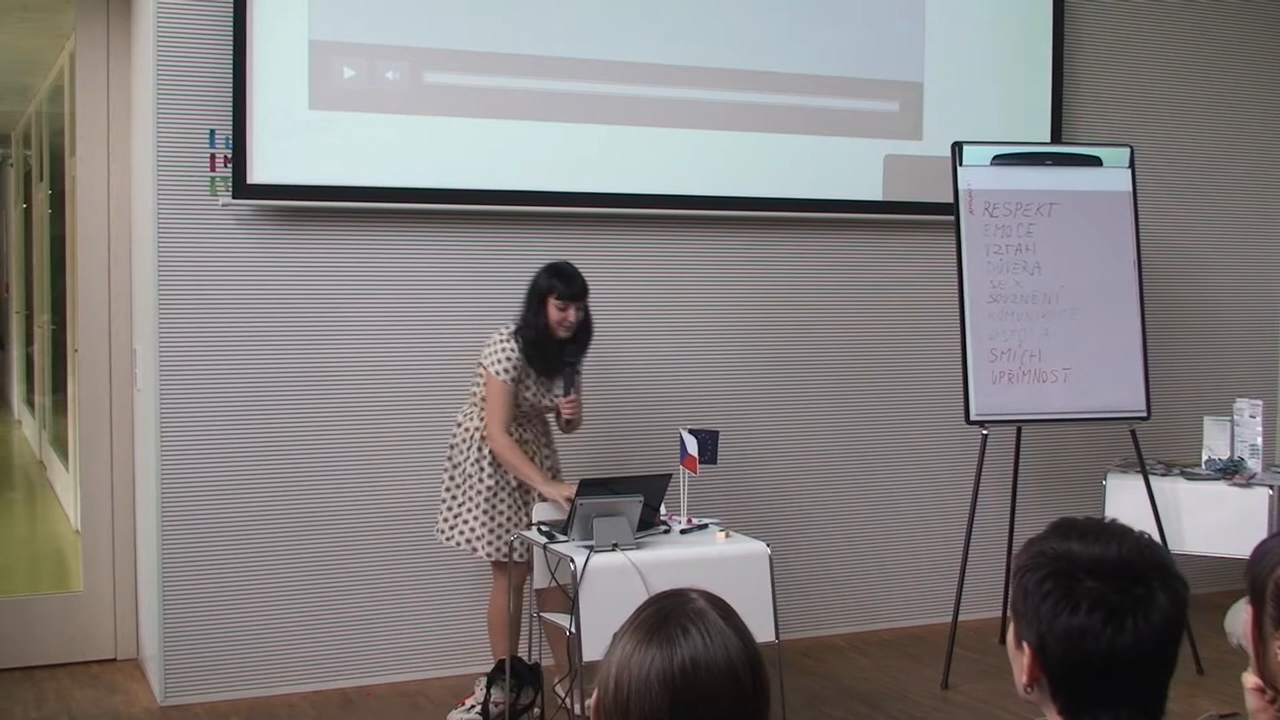 RESPEKT
EMOCE
VZTAH
DŮVĚRA
SEX
SOUZNĚNÍ
KOMUNIKACE
SMÍCH
UPŘÍMNOST